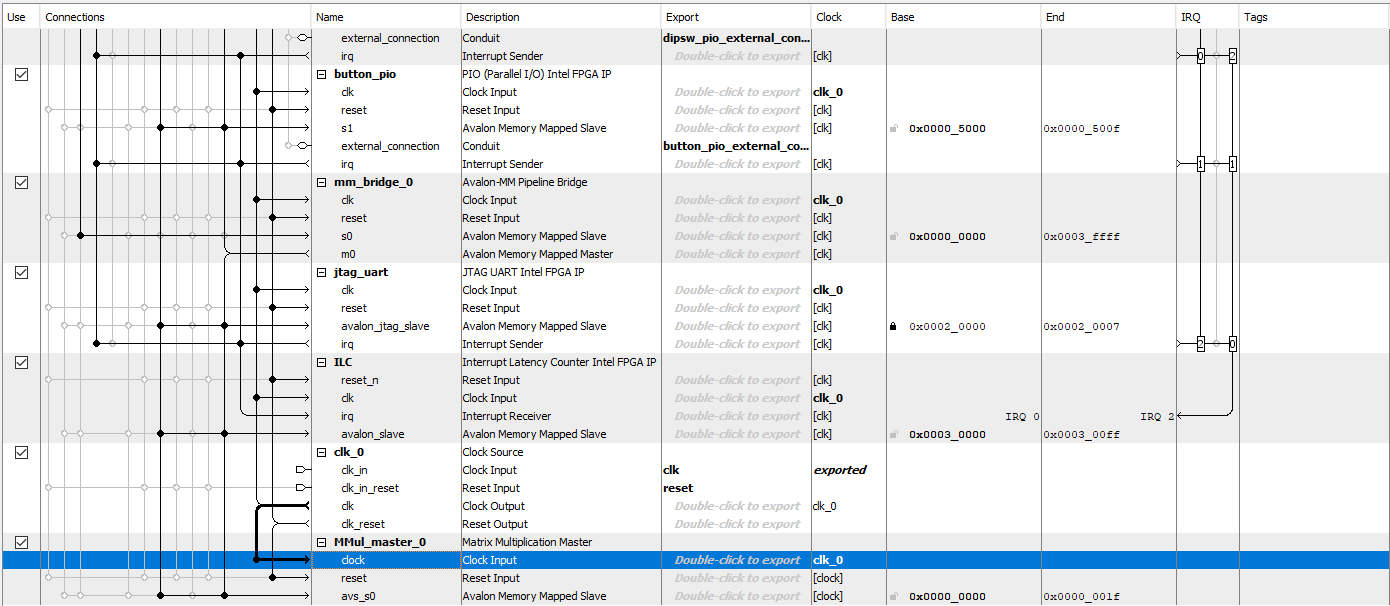 Use Connections Name Description Export Clock Base End IRQ Tags
external_connection Conduit dipsw_pio_external_con...
irq Interrupt Sender Double-click to export [clk] 0 2
button_pio PIO (Parallel I/O) Intel FPGA IP
clk Clock Input Double-click to export clk_0
reset Reset Input Double-click to export [clk]
s1 Avalon Memory Mapped Slave Double-click to export [clk] 0x0000_5000 0x0000_500f
external_connection Conduit button_pio_external_co...
irq Interrupt Sender Double-click to export [clk] 1 1
mm_bridge_0 Avalon-MM Pipeline Bridge
clk Clock Input Double-click to export clk_0
reset Reset Input Double-click to export [clk]
s0 Avalon Memory Mapped Slave Double-click to export [clk] 0x0000_0000 0x0003_ffff
m0 Avalon Memory Mapped Master Double-click to export [clk]
jtag_uart JTAG UART Intel FPGA IP
clk Clock Input Double-click to export clk_0
reset Reset Input Double-click to export [clk]
avalon_jtag_slave Avalon Memory Mapped Slave Double-click to export [clk] 0x0002_0000 0x0002_0007
irq Interrupt Sender Double-click to export [clk] 2 0
ILC Interrupt Latency Counter Intel FPGA IP
reset_n Reset Input Double-click to export [clk]
clk Clock Input Double-click to export clk_0
irq Interrupt Receiver Double-click to export [clk] IRQ 0 IRQ 2
avalon_slave Avalon Memory Mapped Slave Double-click to export [clk] 0x0003_0000 0x0003_00ff
clk_0 Clock Source
clk_in Clock Input clk exported
clk_in_reset Reset Input reset
clk Clock Output Double-click to export clk_0
clk_reset Reset Output Double-click to export
MMul_master_0 Matrix Multiplication Master
clock Clock Input Double-click to export clk_0
reset Reset Input Double-click to export [clock]
avs_s0 Avalon Memory Mapped Slave Double-click to export [clock] 0x0000_0000 0x0000_001f